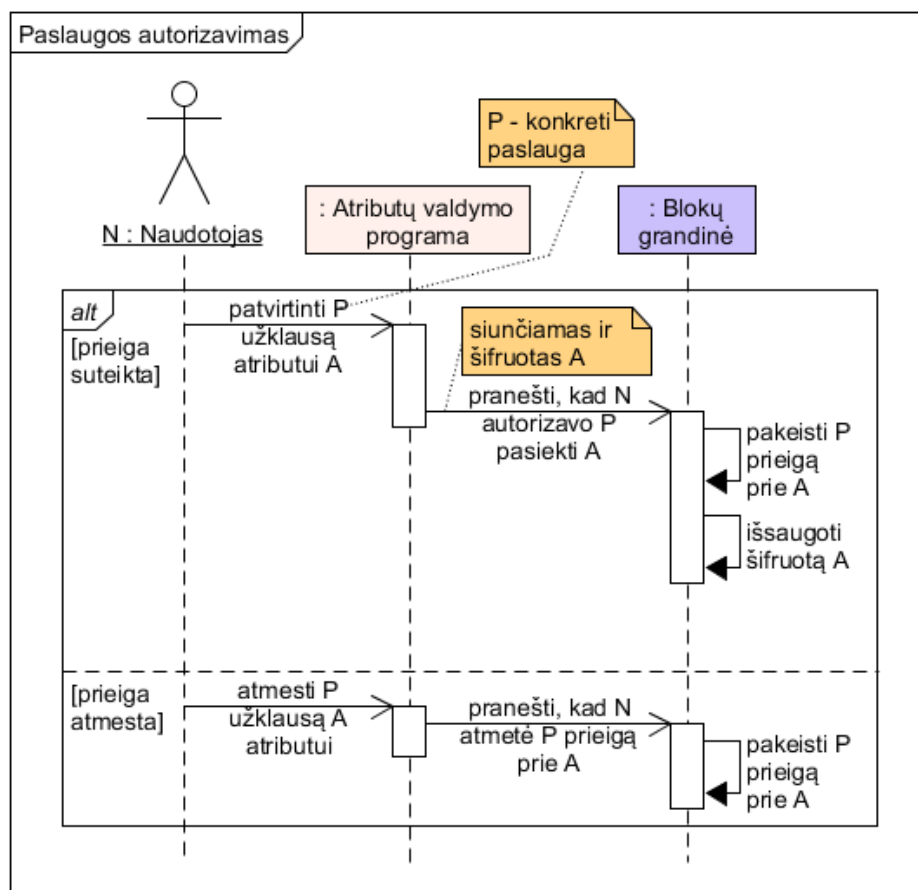 Paslaugos autorizavimas
P - konkreti
paslauga
N : Naudotojas
: Atributų valdymo
programa
: Blokų
grandinė
alt
[prieiga
suteikta]
patvirtinti P
užklausą
atributui A
siunčiamas ir
šifruotas A
pranešti, kad N
autorizavo P
pasiekti A
pakeisti P
prieigą
prie A
išsaugoti
šifruotą A
[prieiga
atmesta]
atmesti P
užklausą A
atributui
pranešti, kad N
atmetė P prieigą
prie A
pakeisti P
prieigą
prie A